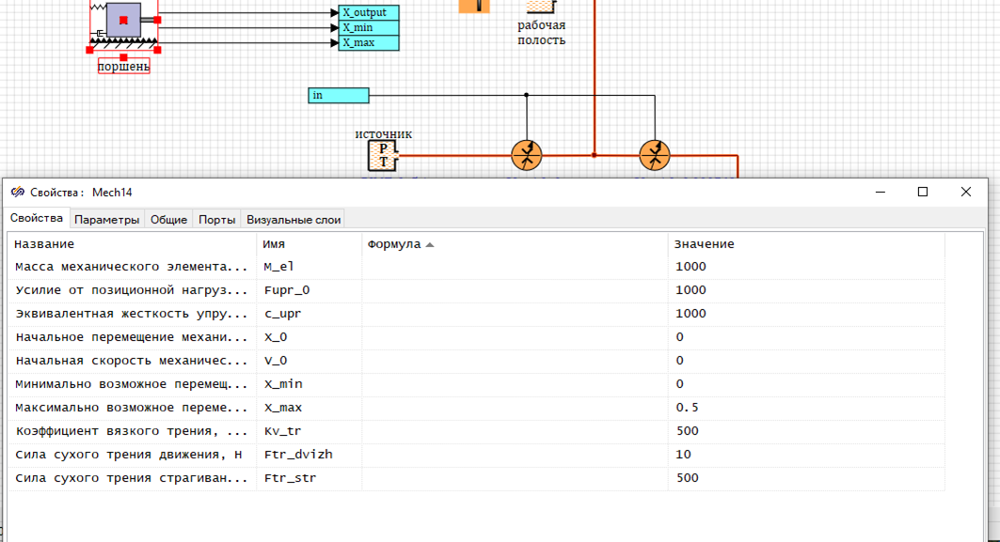 X_output
X_min
X_max
поршень
рабочая
полость
in
источник
P
T
Свойства: Mech14
Свойства Параметры Общие Порты Визуальные слои
Название Имя Формула Значение
Масса механического элемента... M_el 1000
Усилие от позиционной нагруз... Fupr_0 1000
Эквивалентная жесткость упру... c_upr 1000
Начальное перемещение механи... X_0 0
Начальная скорость механичес... V_0 0
Минимально возможное перемещ... X_min 0
Максимально возможное переме... X_max 0.5
Коэффициент вязкого трения, ... Kv_tr 500
Сила сухого трения движения, Н Ftr_dvizh 10
Сила сухого трения страгиван... Ftr_str 500